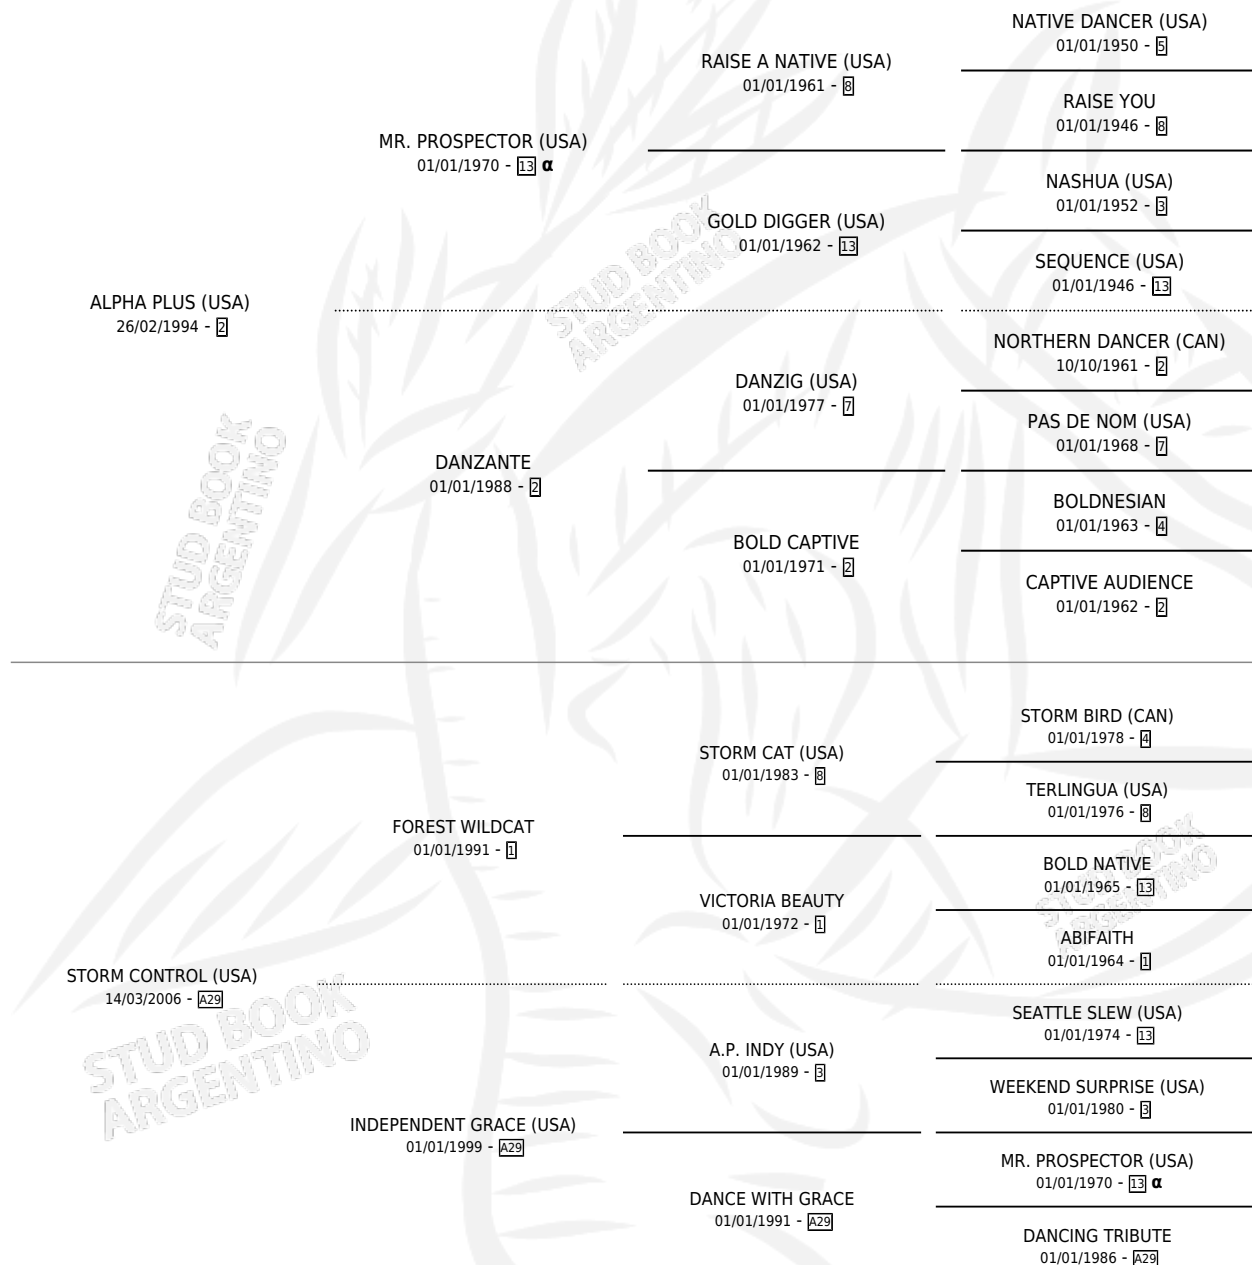 NATIVE DANCER (USA)
01/01/1950 - 5
RAISE A NATIVE (USA)
01/01/1961 - 8
RAISE YOU
01/01/1946 - 8
MR. PROSPECTOR (USA)
01/01/1970 - 13 α
NASHUA (USA)
01/01/1952 - 3
GOLD DIGGER (USA)
01/01/1962 - 13
SEQUENCE (USA)
01/01/1946 - 13
ALPHA PLUS (USA)
26/02/1994 - 2
NORTHERN DANCER (CAN)
10/10/1961 - 2
DANZIG (USA)
01/01/1977 - 7
PAS DE NOM (USA)
01/01/1968 - 7
DANZANTE
01/01/1988 - 2
BOLDNESIAN
01/01/1963 - 4
BOLD CAPTIVE
01/01/1971 - 2
CAPTIVE AUDIENCE
01/01/1962 - 2
STORM BIRD (CAN)
01/01/1978 - 4
STORM CAT (USA)
01/01/1983 - 8
TERLINGUA (USA)
01/01/1976 - 8
FOREST WILDCAT
01/01/1991 - 1
BOLD NATIVE
01/01/1965 - 13
VICTORIA BEAUTY
01/01/1972 - 1
ABIFAITH
01/01/1964 - 1
STORM CONTROL (USA)
14/03/2006 - A29
SEATTLE SLEW (USA)
01/01/1974 - 13
A.P. INDY (USA)
01/01/1989 - 3
WEEKEND SURPRISE (USA)
01/01/1980 - 3
INDEPENDENT GRACE (USA)
01/01/1999 - A29
MR. PROSPECTOR (USA)
01/01/1970 - 13 α
DANCE WITH GRACE
01/01/1991 - A29
DANCING TRIBUTE
01/01/1986 - A29
STUD BOOK
ARGENTINO
STUD BOOK
ARGENTINO
STUD BOOK
ARGENTINO
STUD BOOK
ARGENTINO